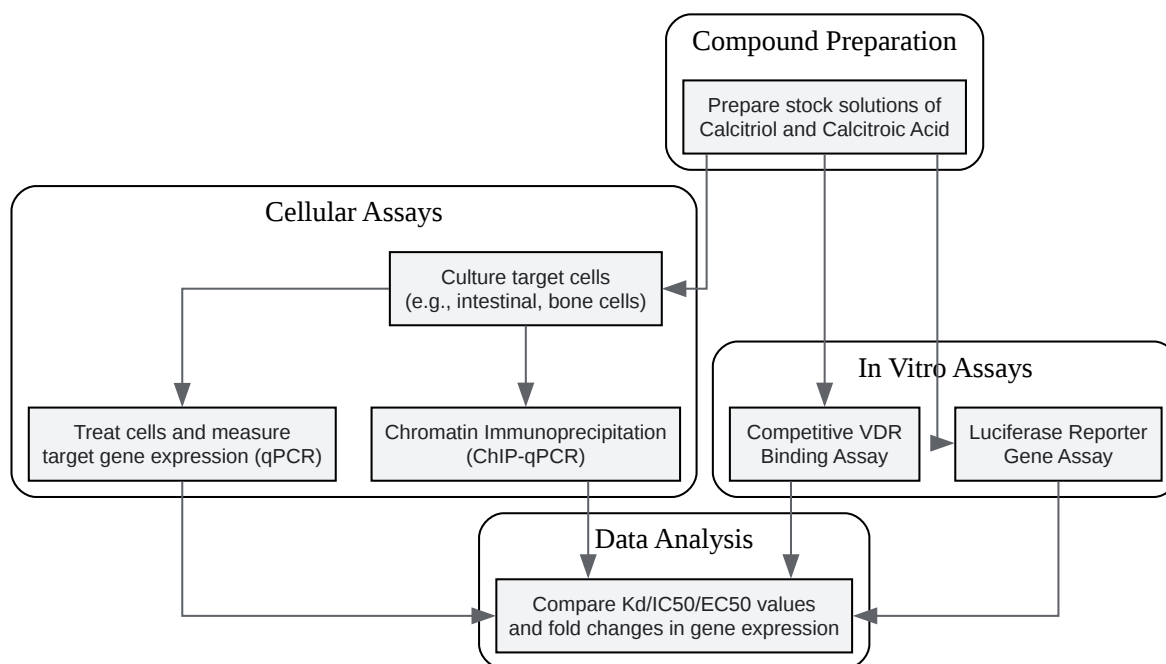 Compound Preparation
Prepare stock solutions of
Calcitriol and Calcitroic Acid
Cellular Assays
Culture target cells
(e.g., intestinal, bone cells)
Treat cells and measure
target gene expression (qPCR)
Chromatin Immunoprecipitation
(ChIP-qPCR)
In Vitro Assays
Competitive VDR
Binding Assay
Luciferase Reporter
Gene Assay
Data Analysis
Compare Kd/IC50/EC50 values
and fold changes in gene expression